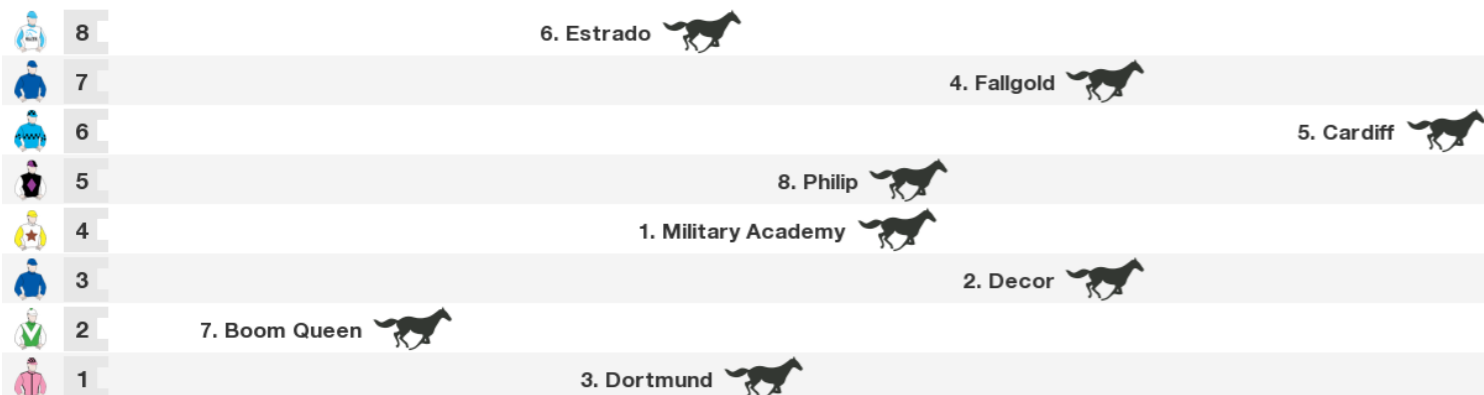 8 6. Estrado
7 4. Fallgold
6 5. Cardiff
5 8. Philip
4 1. Military Academy
3 2. Decor
2 7. Boom Queen
1 3. Dortmund